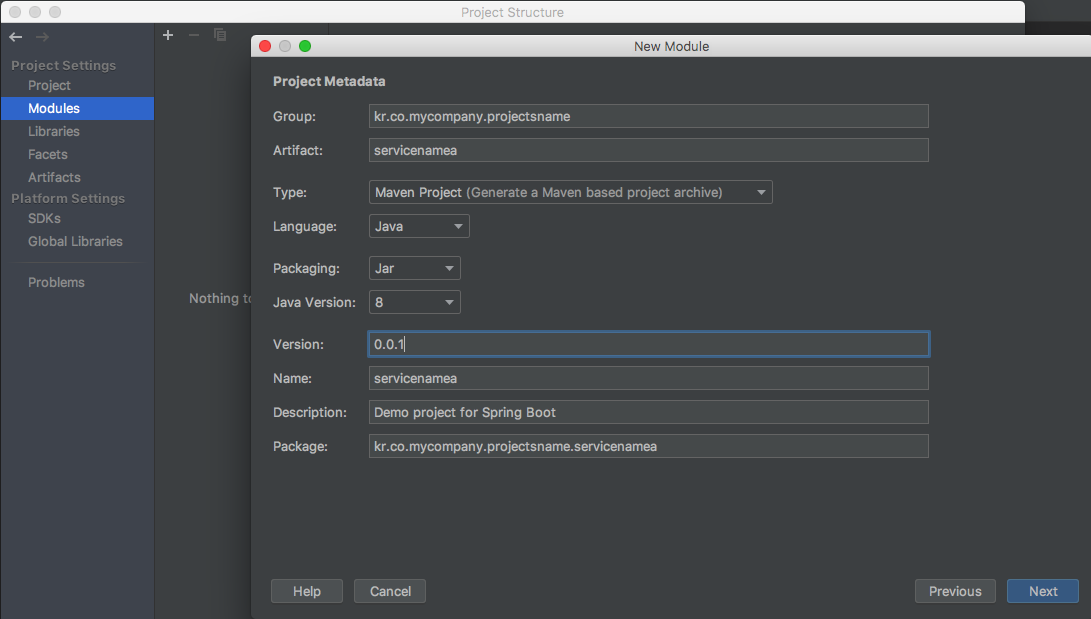 Project Structure
New Module
Project Settings
Project
Modules
Libraries
Facets
Artifacts
Platform Settings
SDKs
Global Libraries
Problems
Nothing to
Project Metadata
Group: kr.co.mycompany.projectsname
Artifact: servicenamea
Type: Maven Project (Generate a Maven based project archive)
Language: Java
Packaging: Jar
Java Version: 8
Version: 0.0.1
Name: servicenamea
Description: Demo project for Spring Boot
Package: kr.co.mycompany.projectsname.servicenamea
Help Cancel Previous Next